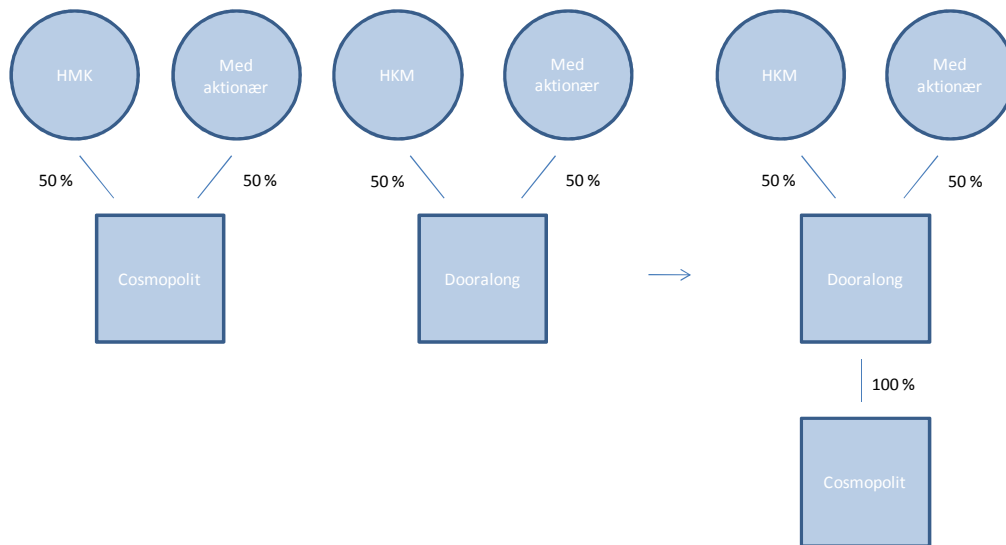 HMK
Med
aktionær
HKM
Med
aktionær
HKM
Med
aktionær
50 %
50 %
50 %
50 %
50 %
50 %
Cosmopolit
Dooralong
Dooralong
100 %
Cosmopolit